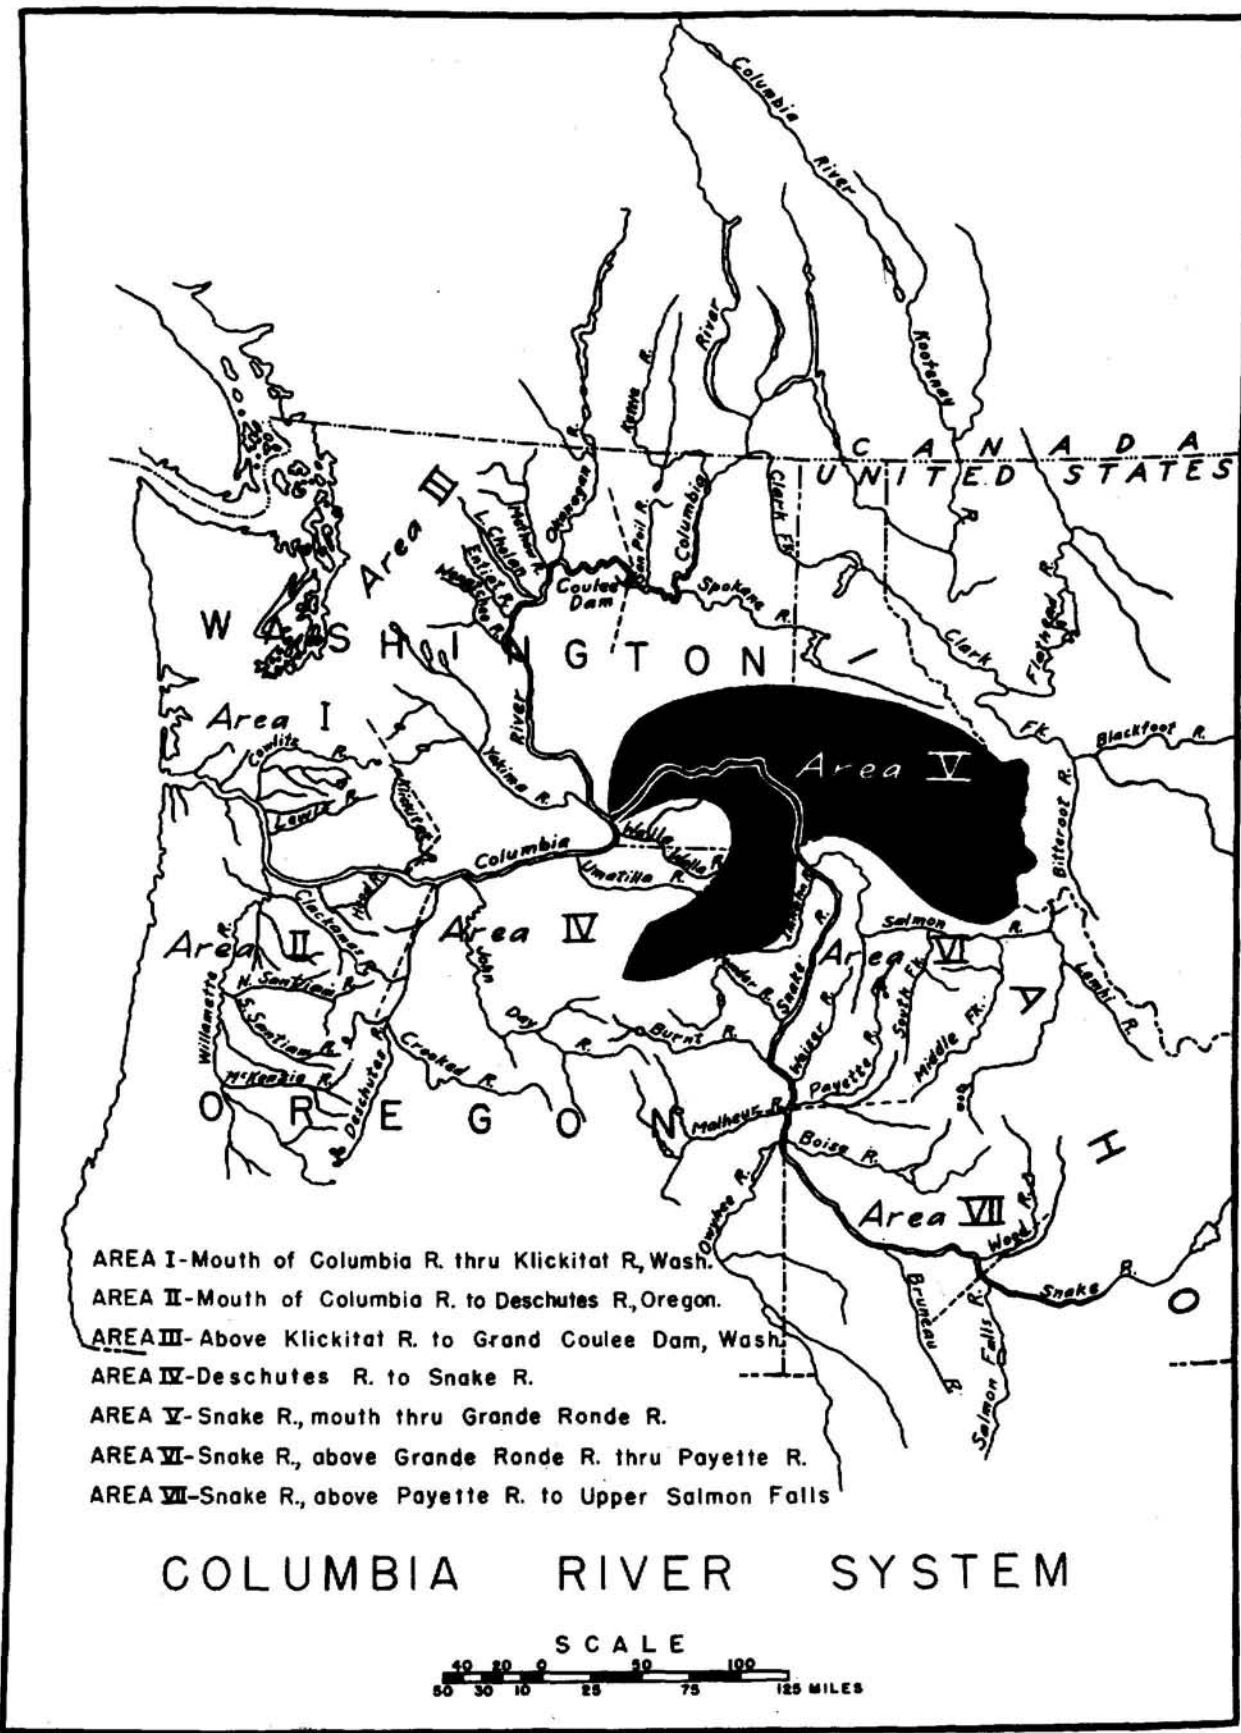 Columbia
River
River
Kootenay
R.
Kettle R.
Okanogan R.
CANADA
UNITED STATES
Area III
Methow R.
L. Chelan
Entiat R.
Wenatchee R.
San Poil R.
Columbia
Clark Fk.
Coulee
Dam
Spokane R.
Flathead R.
Clark
Fk.
WASHINGTON
I
Area I
River
Cowlitz R.
Lewis R.
Klickitat R.
Yakima R.
Area V
Blackfoot R.
Bitteroot R.
Columbia
Walla
Walla R.
Umatilla R.
Hood R.
Clackamas R.
Area II
Area IV
Imnaha R.
Salmon R.
Area VI
Willamette R.
N. Santiam R.
S. Santiam R.
McKenzie R.
Deschutes R.
John
Day
R.
Crooked R.
Powder R.
Burnt R.
Snake R.
Weiser R.
Payette R.
South Fk.
Middle Fk.
Lemhi R.
A
OREGON
Malheur R.
Boise R.
Owyhee R.
H
Area VII
Wood R.
Bruneau R.
Salmon Falls R.
Snake R.
O
AREA I-Mouth of Columbia R. thru Klickitat R., Wash.
AREA II-Mouth of Columbia R. to Deschutes R., Oregon.
AREA III-Above Klickitat R. to Grand Coulee Dam, Wash.
AREA IV-Deschutes R. to Snake R.
AREA V-Snake R., mouth thru Grande Ronde R.
AREA VI-Snake R., above Grande Ronde R. thru Payette R.
AREA VII-Snake R., above Payette R. to Upper Salmon Falls
COLUMBIA RIVER SYSTEM
SCALE
40 20 0 50 100
50 30 10 25 75 125 MILES